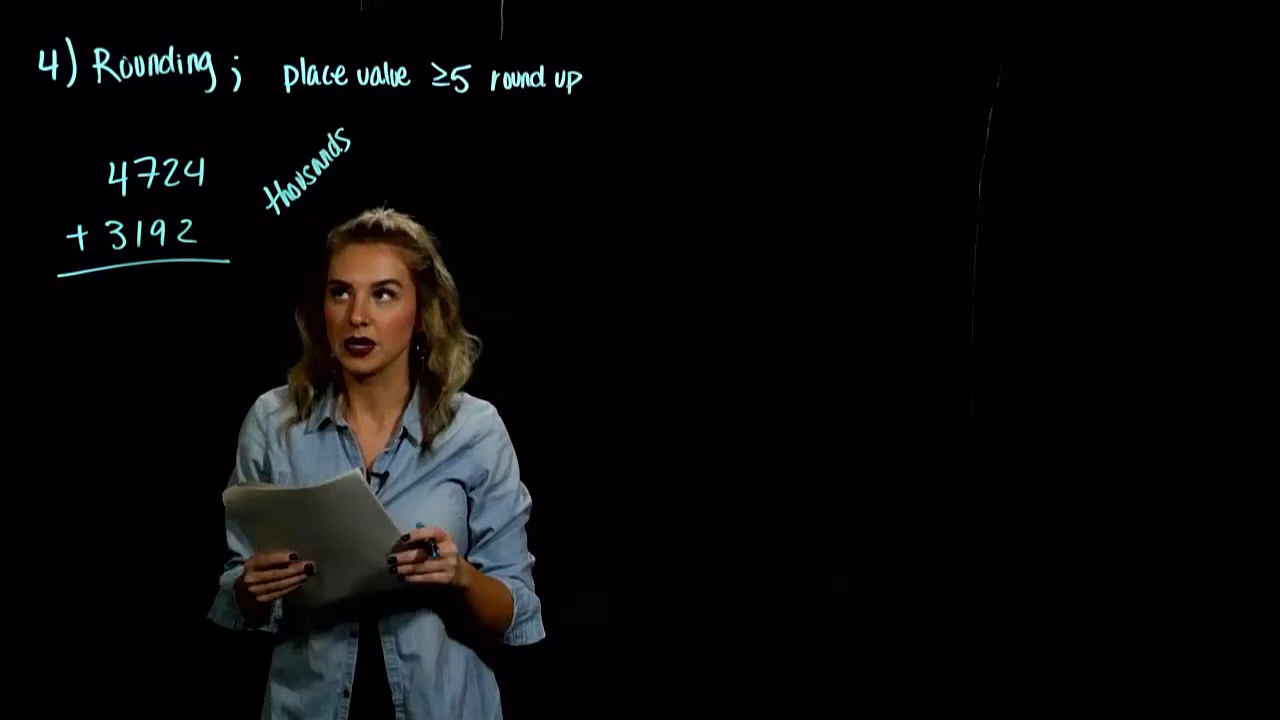 4) Rounding; place value ≥5 round up
thousands
4724
+ 3192